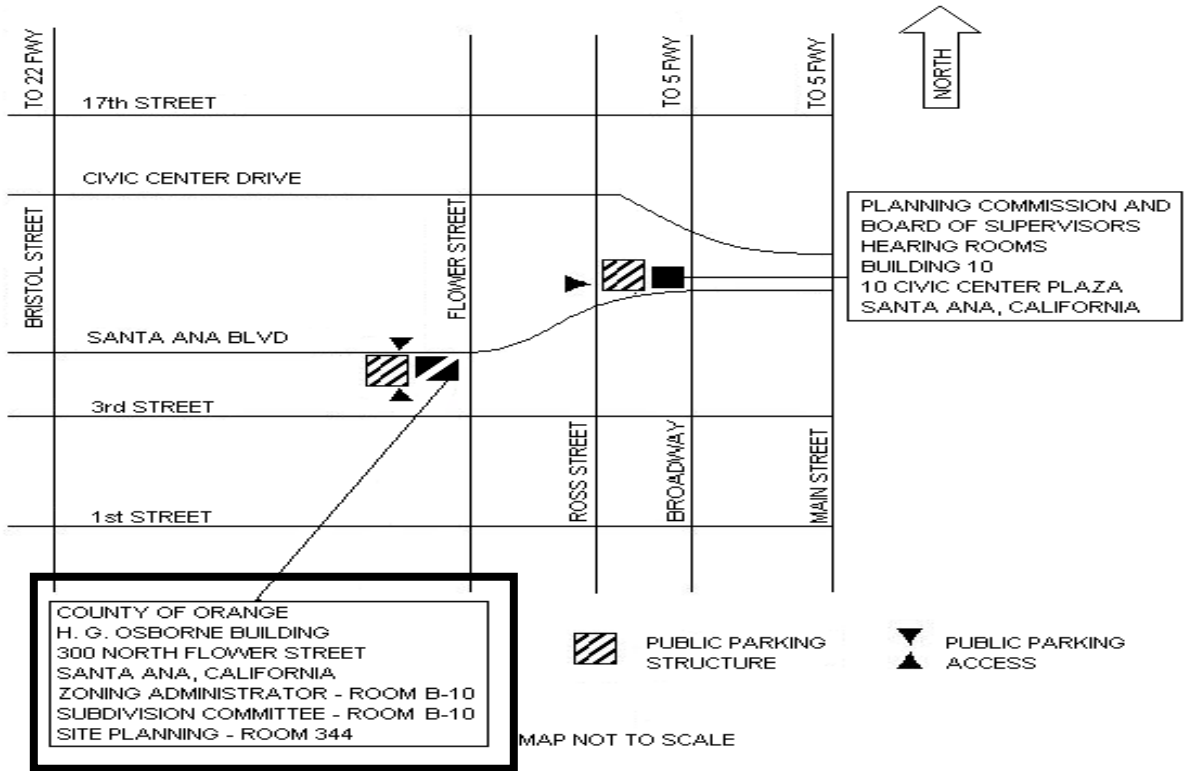 TO 22 FWY
TO 5 FWY
TO 5 FWY
NORTH
17th STREET
CIVIC CENTER DRIVE
BRISTOL STREET
FLOWER STREET
PLANNING COMMISSION AND
BOARD OF SUPERVISORS
HEARING ROOMS
BUILDING 10
10 CIVIC CENTER PLAZA
SANTA ANA, CALIFORNIA
SANTA ANA BLVD
3rd STREET
ROSS STREET
BROADWAY
MAIN STREET
1st STREET
COUNTY OF ORANGE
H. G. OSBORNE BUILDING
300 NORTH FLOWER STREET
SANTA ANA, CALIFORNIA
ZONING ADMINISTRATOR - ROOM B-10
SUBDIVISION COMMITTEE - ROOM B-10
SITE PLANNING - ROOM 344
PUBLIC PARKING
STRUCTURE
PUBLIC PARKING
ACCESS
MAP NOT TO SCALE